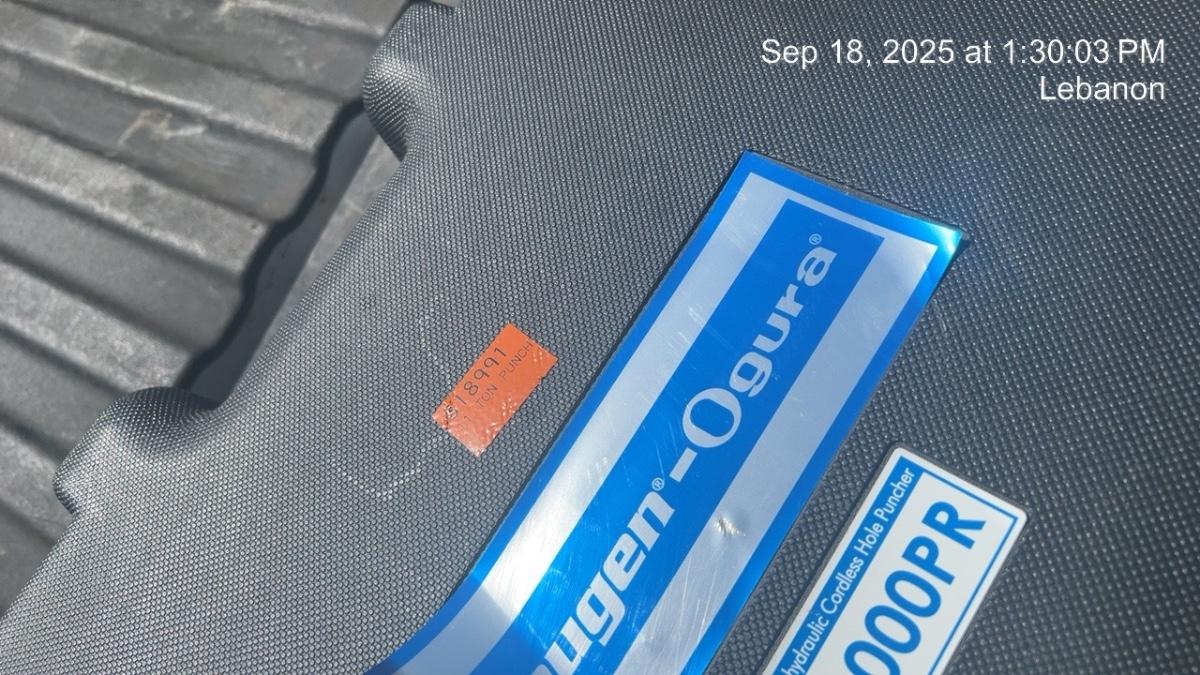 Sep 18, 2025 at 1:30:03 PM
Lebanon
ugen®-Ogura®
18991
TON PUNCH
hydraulic Cordless Hole Puncher
000PR